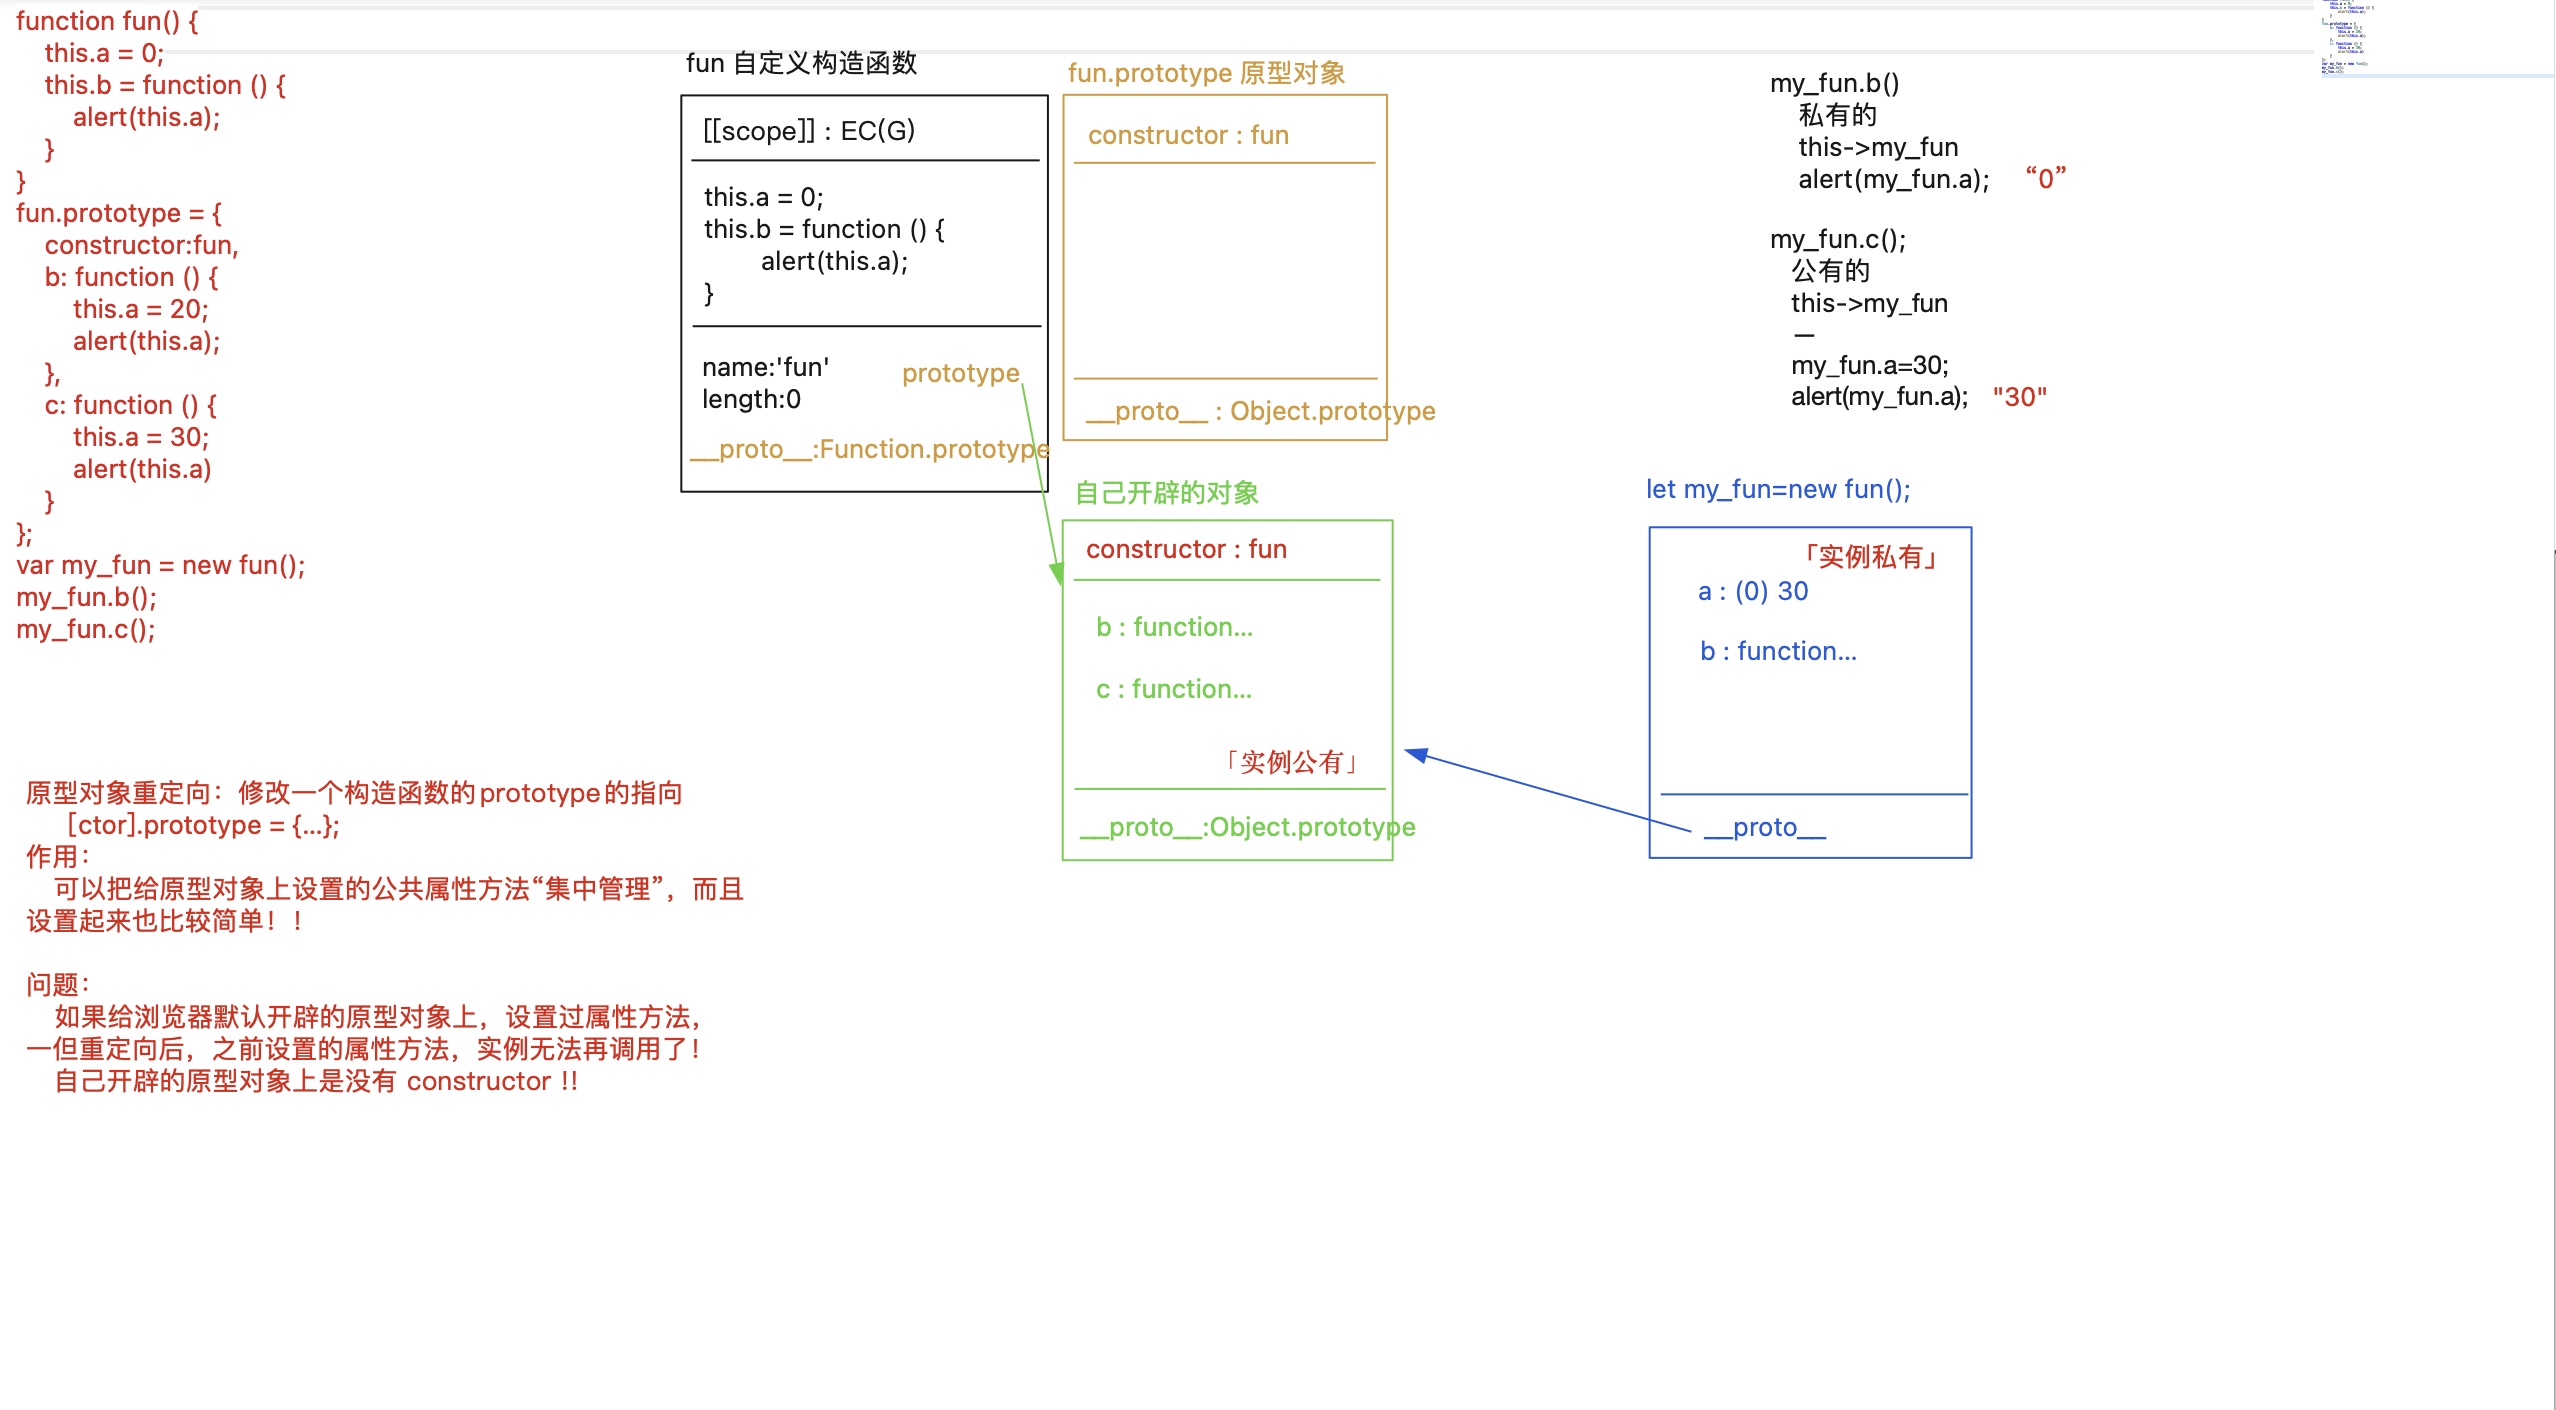 function fun() {
    this.a = 0;
    this.b = function () {
        alert(this.a);
    }
}
fun.prototype = {
    constructor:fun,
    b: function () {
        this.a = 20;
        alert(this.a);
    },
    c: function () {
        this.a = 30;
        alert(this.a)
    }
};
var my_fun = new fun();
my_fun.b();
my_fun.c();
原型对象重定向：修改一个构造函数的prototype的指向
[ctor].prototype = {...};
作用：
可以把给原型对象上设置的公共属性方法“集中管理”，而且
设置起来也比较简单！！
问题：
如果给浏览器默认开辟的原型对象上，设置过属性方法，
一但重定向后，之前设置的属性方法，实例无法再调用了！
自己开辟的原型对象上是没有 constructor !!
fun 自定义构造函数
[[scope]] : EC(G)
this.a = 0;
this.b = function () {
        alert(this.a);
}
name:'fun'
length:0
prototype
__proto__:Function.prototype
fun.prototype 原型对象
constructor : fun
__proto__ : Object.prototype
自己开辟的对象
constructor : fun
b : function...
c : function...
「实例公有」
__proto__:Object.prototype
my_fun.b()
私有的
this->my_fun
alert(my_fun.a); “0”
my_fun.c();
公有的
this->my_fun
—
my_fun.a=30;
alert(my_fun.a); "30"
let my_fun=new fun();
「实例私有」
a : (0) 30
b : function...
__proto__